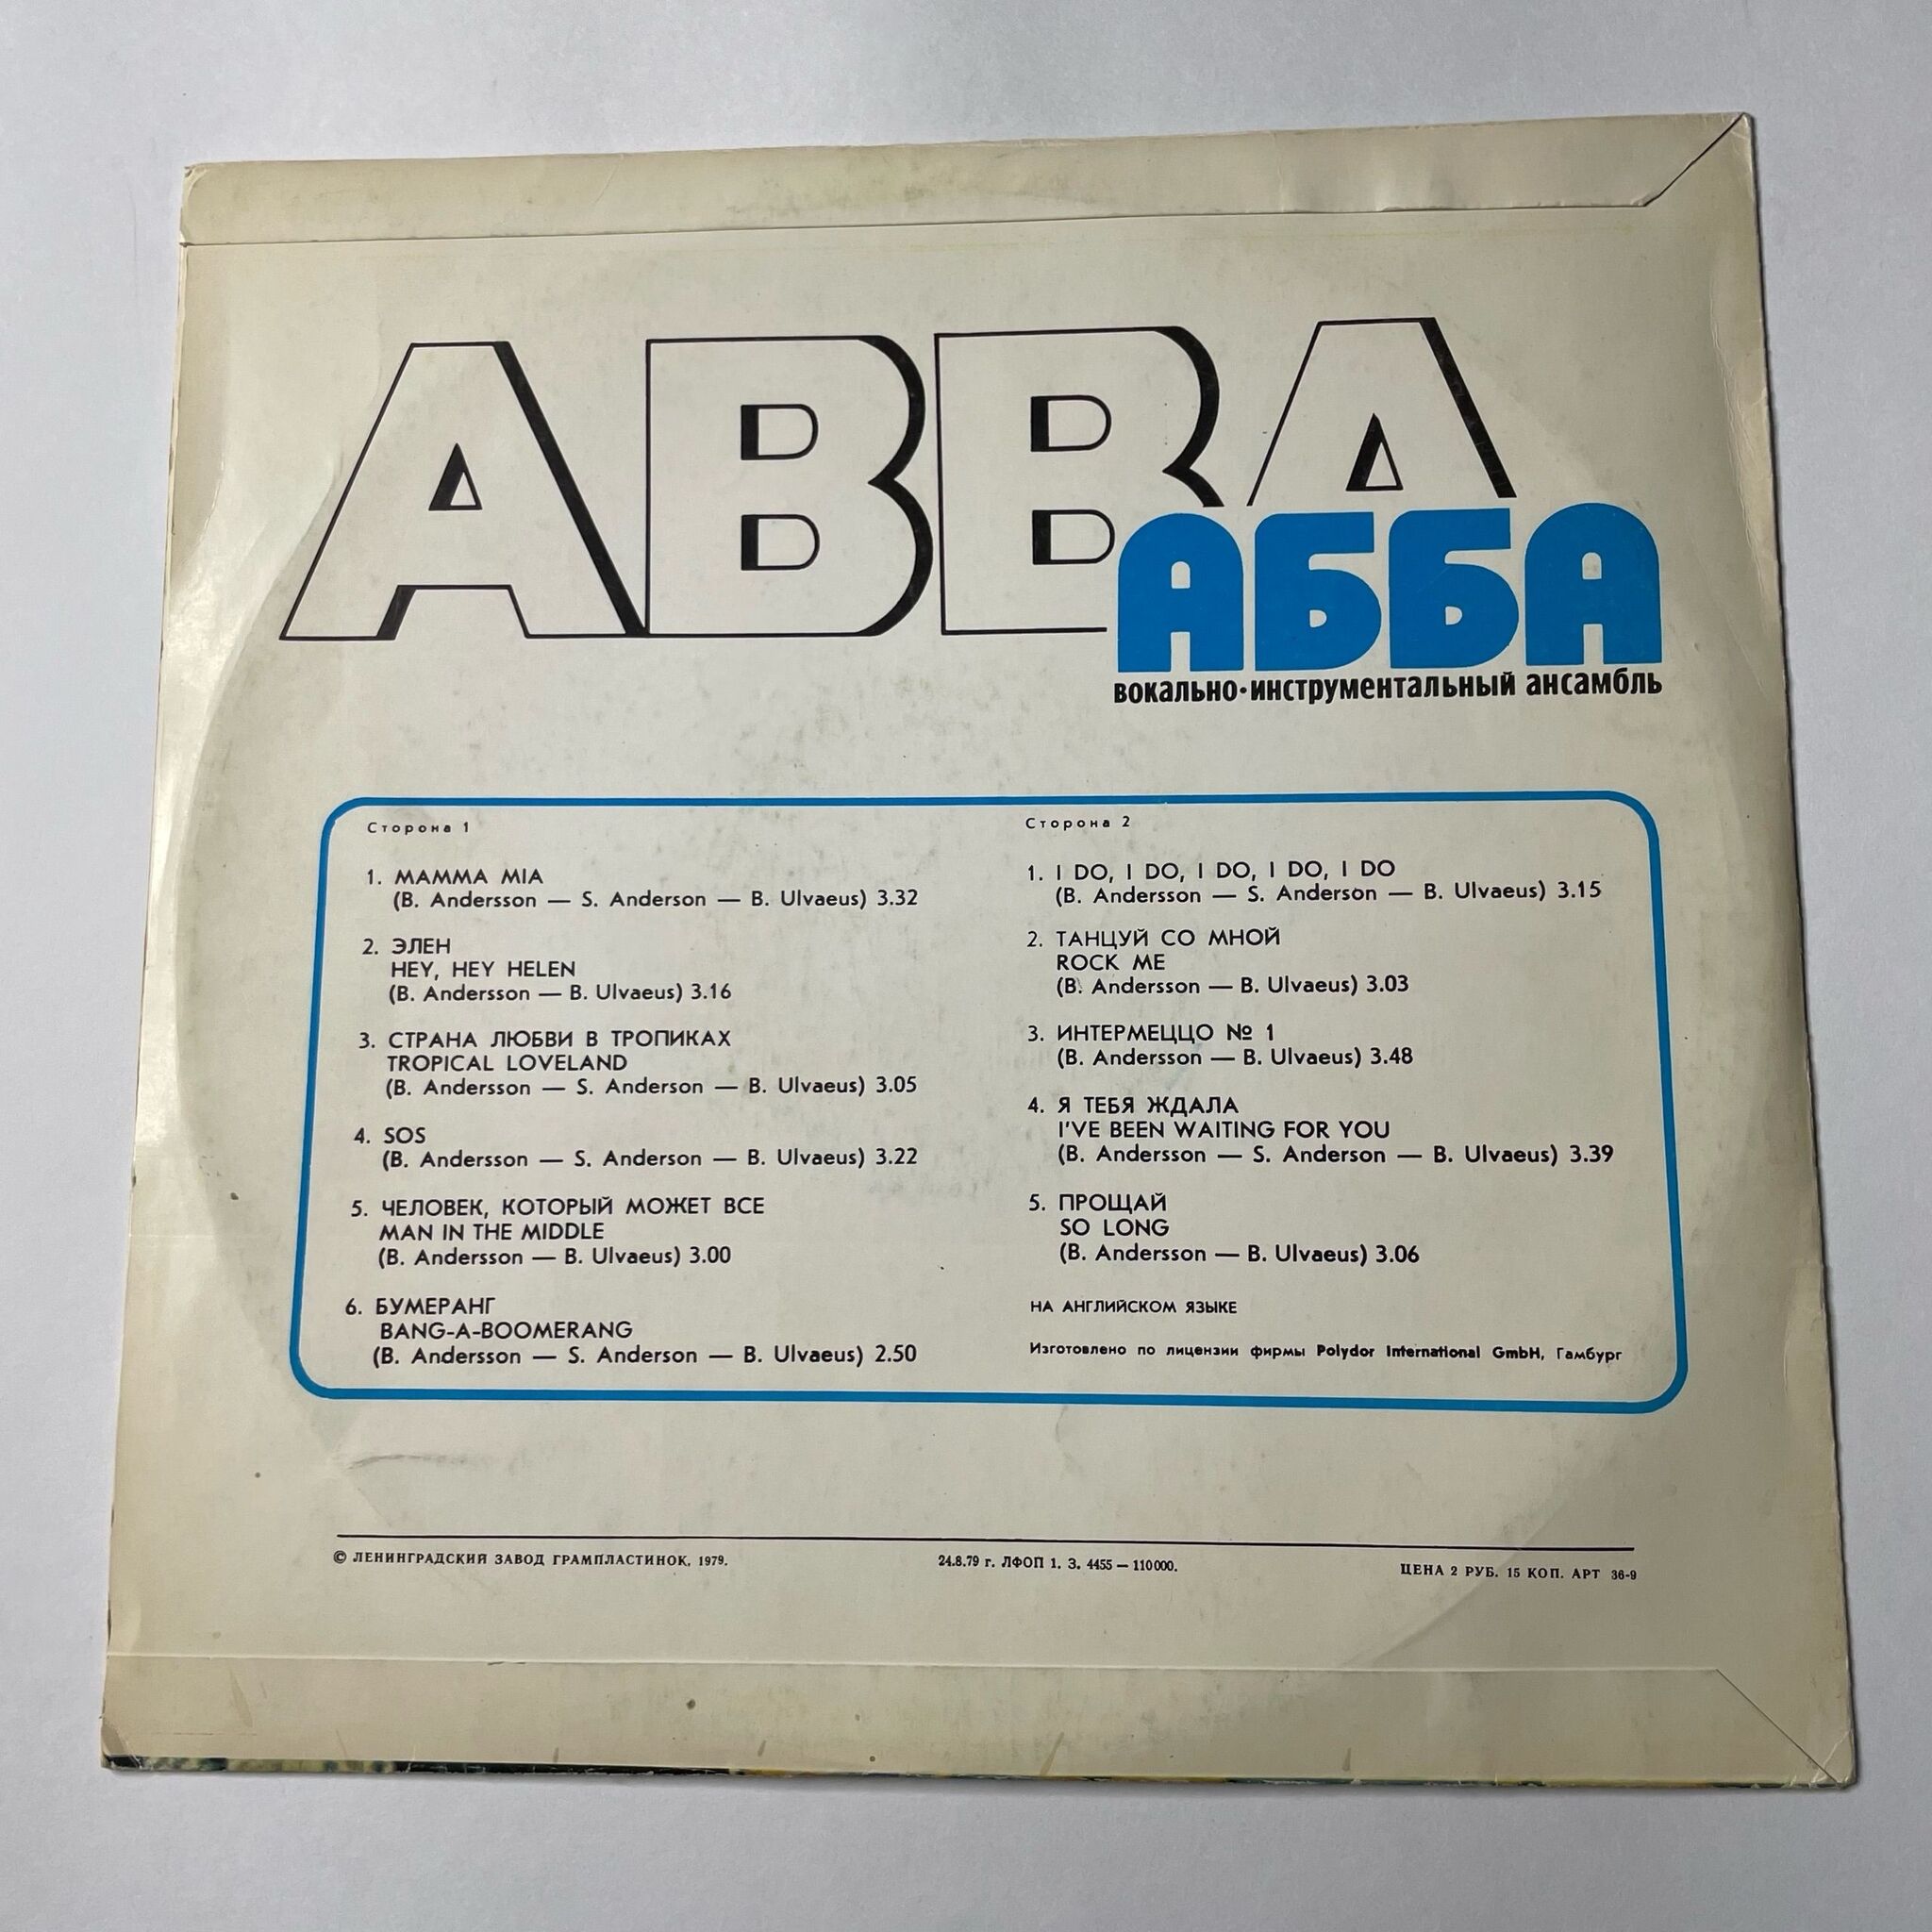 ABBA
АББА
вокально-инструментальный ансамбль
Сторона 1
1. MAMMA MIA
(B. Andersson — S. Anderson — B. Ulvaeus) 3.32
2. ЭЛЕН
HEY, HEY HELEN
(B. Andersson — B. Ulvaeus) 3.16
3. СТРАНА ЛЮБВИ В ТРОПИКАХ
TROPICAL LOVELAND
(B. Andersson — S. Anderson — B. Ulvaeus) 3.05
4. SOS
(B. Andersson — S. Anderson — B. Ulvaeus) 3.22
5. ЧЕЛОВЕК, КОТОРЫЙ МОЖЕТ ВСЕ
MAN IN THE MIDDLE
(B. Andersson — B. Ulvaeus) 3.00
6. БУМЕРАНГ
BANG-A-BOOMERANG
(B. Andersson — S. Anderson — B. Ulvaeus) 2.50
Сторона 2
1. I DO, I DO, I DO, I DO, I DO
(B. Andersson — S. Anderson — B. Ulvaeus) 3.15
2. ТАНЦУЙ СО МНОЙ
ROCK ME
(B. Andersson — B. Ulvaeus) 3.03
3. ИНТЕРМЕЦЦО № 1
(B. Andersson — B. Ulvaeus) 3.48
4. Я ТЕБЯ ЖДАЛА
I'VE BEEN WAITING FOR YOU
(B. Andersson — S. Anderson — B. Ulvaeus) 3.39
5. ПРОЩАЙ
SO LONG
(B. Andersson — B. Ulvaeus) 3.06
НА АНГЛИЙСКОМ ЯЗЫКЕ
Изготовлено по лицензии фирмы Polydor International GmbH, Гамбург
© ЛЕНИНГРАДСКИЙ ЗАВОД ГРАМПЛАСТИНОК, 1979.
24.8.79 г. ЛФОП 1. З. 4455 — 110000.
ЦЕНА 2 РУБ. 15 КОП. АРТ 36-9